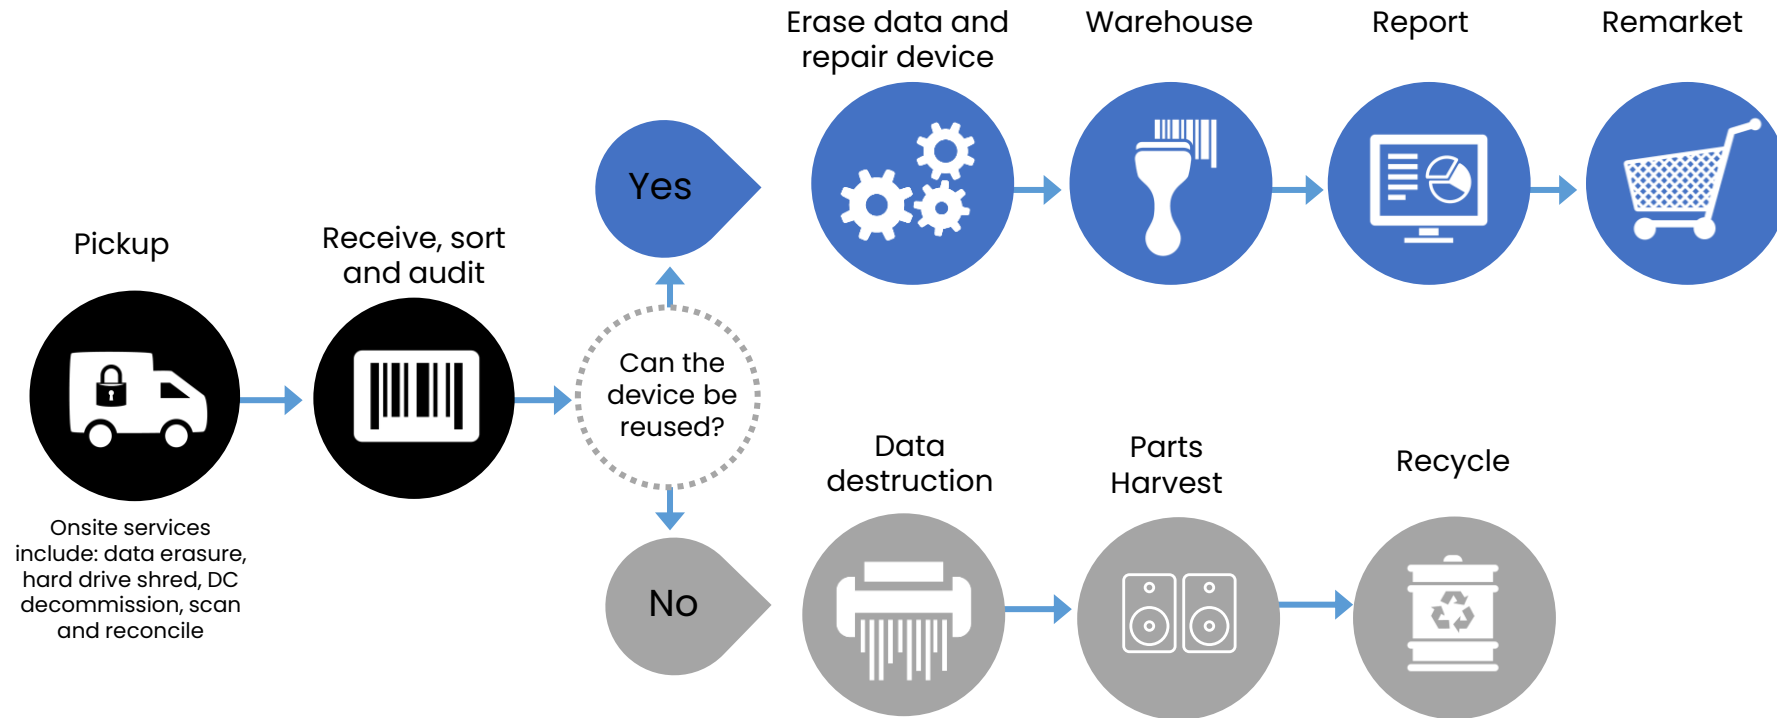 Pickup
Onsite services
include: data erasure,
hard drive shred, DC
decommission, scan
and reconcile
Receive, sort
and audit
Can the
device be
reused?
Yes
Erase data and
repair device
Warehouse
Report
Remarket
No
Data
destruction
Parts
Harvest
Recycle